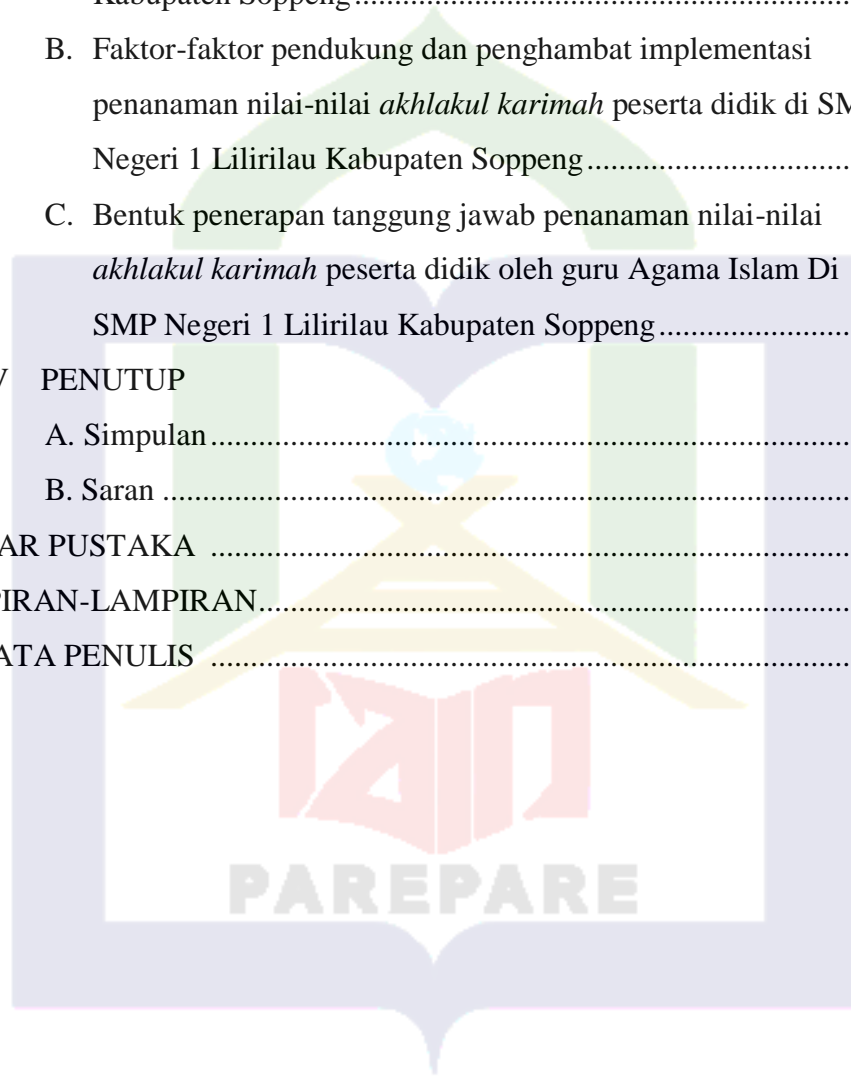 Kabupaten Soppeng..........................................................
B. Faktor-faktor pendukung dan penghambat implementasi
penanaman nilai-nilai akhlakul karimah peserta didik di SM
Negeri 1 Lilirilau Kabupaten Soppeng.................................
C. Bentuk penerapan tanggung jawab penanaman nilai-nilai
akhlakul karimah peserta didik oleh guru Agama Islam Di
SMP Negeri 1 Lilirilau Kabupaten Soppeng........................
V PENUTUP
A. Simpulan................................................................................
B. Saran ......................................................................................
AR PUSTAKA ................................................................................
PIRAN-LAMPIRAN..........................................................................
ATA PENULIS ................................................................................
iain
PAREPARE